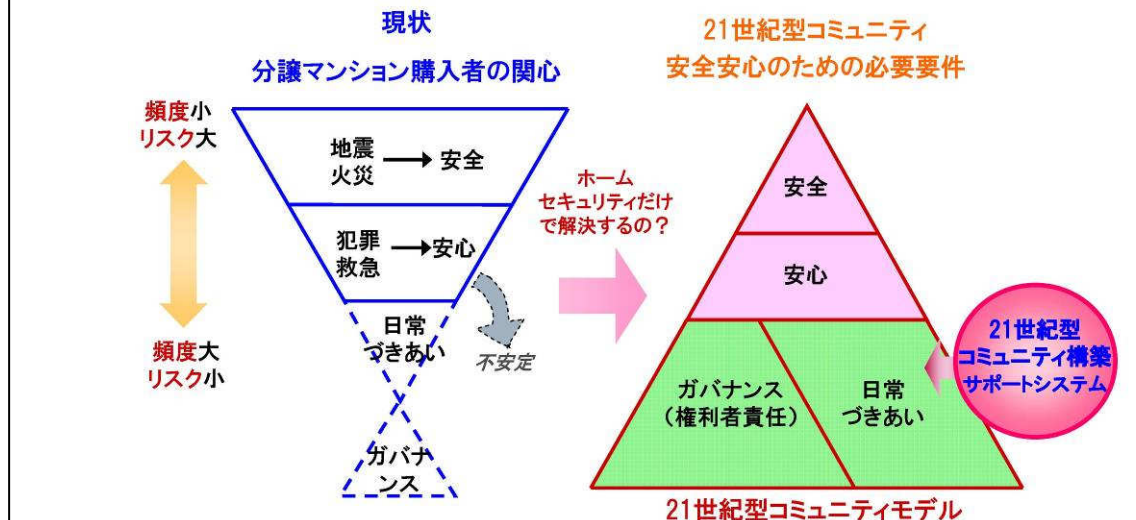 現状
分譲マンション購入者の関心
頻度小
リスク大
頻度大
リスク小
地震
火災
安全
犯罪
救急
安心
日常
づきあい
不安定
ガバナ
ンス
ホーム
セキュリティだけ
で解決するの？
21世紀型コミュニティ
安全安心のための必要要件
安全
安心
ガバナンス
（権利者責任）
日常
づきあい
21世紀型
コミュニティ構築
サポートシステム
21世紀型コミュニティモデル